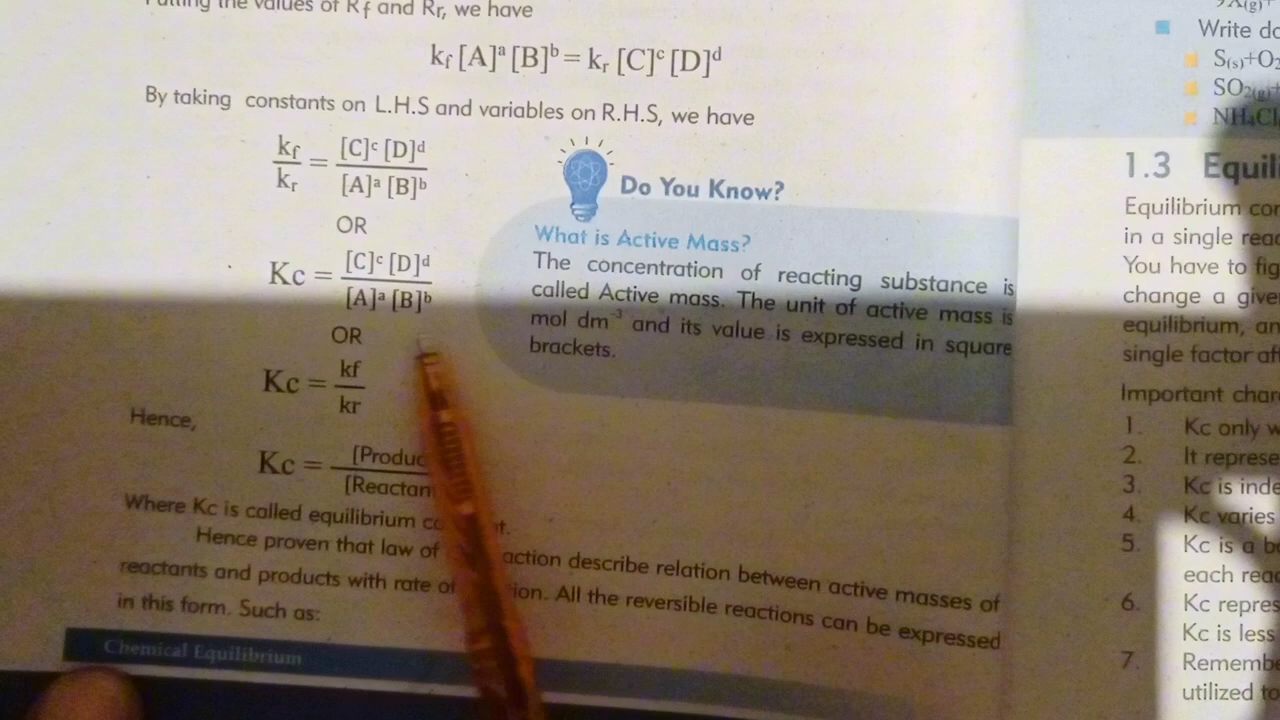 the values of Rf and Rr, we have
kf [A]ᵃ [B]ᵇ = kr [C]ᶜ [D]ᵈ
By taking constants on L.H.S and variables on R.H.S, we have
kf / kr = [C]ᶜ [D]ᵈ / [A]ᵃ [B]ᵇ
OR
Kc = [C]ᶜ [D]ᵈ / [A]ᵃ [B]ᵇ
OR
Kc = kf / kr
Hence,
Kc = [Produc / [Reactan
Where Kc is called equilibrium co t.
Hence proven that law of action describe relation between active masses of
reactants and products with rate of ion. All the reversible reactions can be expressed
in this form. Such as:
Chemical Equilibrium
Do You Know?
What is Active Mass?
The concentration of reacting substance is
called Active mass. The unit of active mass is
mol dm⁻³ and its value is expressed in square
brackets.
Write do
S(s)+O2
SO2(g)+
NH4Cl
1.3 Equil
Equilibrium con
in a single reac
You have to fig
change a give
equilibrium, an
single factor aff
Important char
1. Kc only w
2. It represe
3. Kc is inde
4. Kc varies
5. Kc is a b
each reac
6. Kc repres
Kc is less
7. Remembe
utilized to